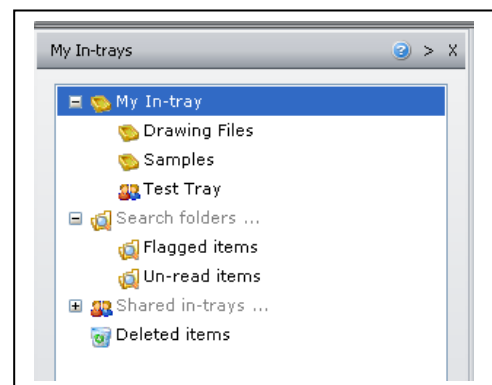 My In-trays ? > X
My In-tray
Drawing Files
Samples
Test Tray
Search folders ...
Flagged items
Un-read items
Shared in-trays ...
Deleted items